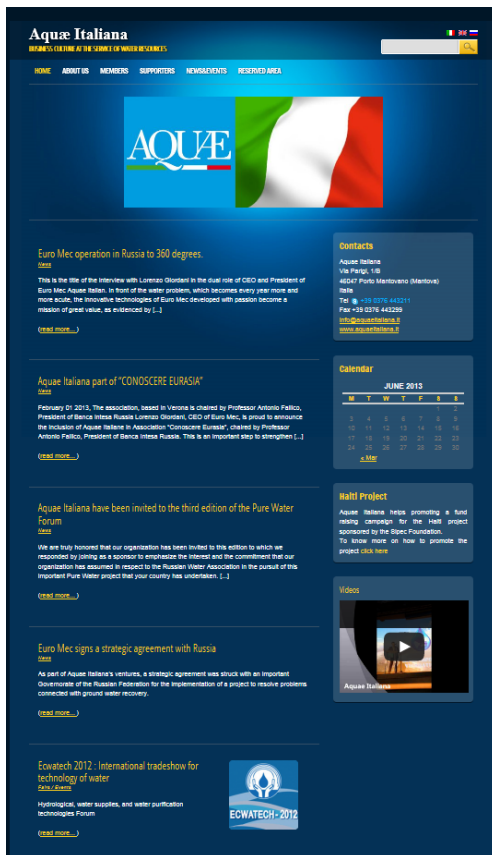 Aquæ Italiana
BUSINESS CULTURE AT THE SERVICE OF WATER RESOURCES
HOME ABOUT US MEMBERS SUPPORTERS NEWS&EVENTS RESERVED AREA
AQUÆ
Euro Mec operation in Russia to 360 degrees.
News
This is the title of the interview with Lorenzo Giordani in the dual role of CEO and President of
Euro Mec Aquae Italian. In front of the water problem, which becomes every year more and
more acute, the innovative technologies of Euro Mec developed with passion become a
mission of great value, as evidenced by [...]
(read more... )
Aquae Italiana part of “CONOSCERE EURASIA”
News
February 01 2013, The association, based in Verona is chaired by Professor Antonio Fallico,
President of Banca Intesa Russia Lorenzo Giordani, CEO of Euro Mec, is proud to announce
the inclusion of Aquae Italiane in Association “Conoscere Eurasia”, chaired by Professor
Antonio Fallico, President of Banca Intesa Russia. This is an important step to strengthen [...]
(read more... )
Aquae Italiana have been invited to the third edition of the Pure Water
Forum
News
We are truly honored that our organization has been invited to this edition to which we
responded by joining as a sponsor to emphasize the interest and the commitment that our
organization has assumed in respect to the Russian Water Association in the pursuit of this
important Pure Water project that your country has undertaken. [...]
(read more... )
Euro Mec signs a strategic agreement with Russia
News
As part of Aquae Italiana's ventures, a strategic agreement was struck with an important
Governorate of the Russian Federation for the implementation of a project to resolve problems
connected with ground water recovery.
(read more... )
Ecwatech 2012 : International tradeshow for
technology of water
Fairs / Events
Hydrological, water supplies, and water purification
technologies Forum
(read more... )
ECWATECH - 2012
Contacts
Aquae Italiana
Via Parigi, 1/B
46047 Porto Mantovano (Mantova)
Italia
Tel +39 0376 443211
Fax +39 0376 443299
info@aquaeitaliana.it
www.aquaeitaliana.it
Calendar
JUNE 2013
M T W T F S S
1 2
3 4 5 6 7 8 9
10 11 12 13 14 15 16
17 18 19 20 21 22 23
24 25 26 27 28 29 30
« Mar
Haiti Project
Aquae Italiana helps promoting a fund
raising campaign for the Haiti project
sponsored by the Sipec Foundation.
To know more on how to promote the
project click here
Videos
Aquae Italiana